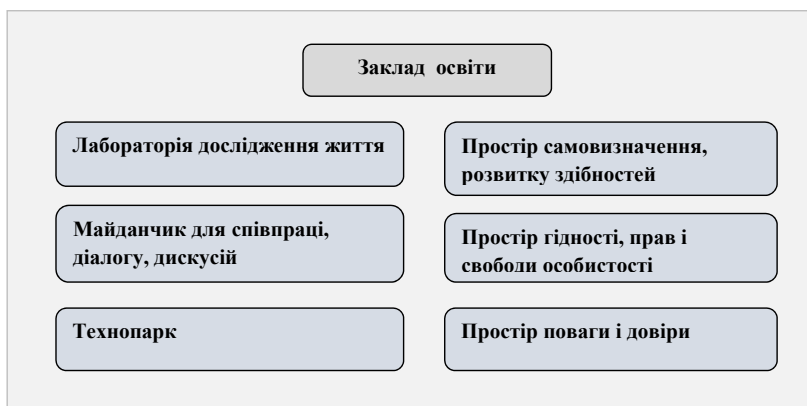 Заклад освіти
Лабораторія дослідження життя
Майданчик для співпраці,
діалогу, дискусій
Технопарк
Простір самовизначення,
розвитку здібностей
Простір гідності, прав і
свободи особистості
Простір поваги і довіри